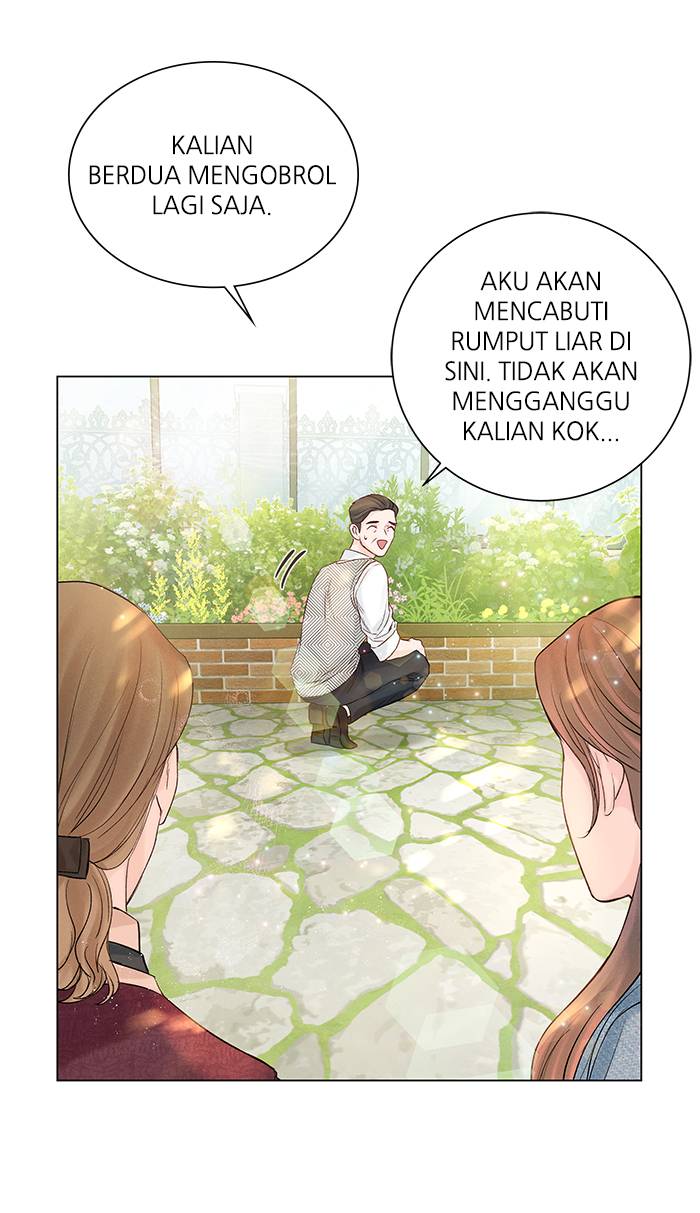 KALIAN
BERDUA MENGOBROL
LAGI SAJA.
AKU AKAN
MENCABUTI
RUMPUT LIAR DI
SINI. TIDAK AKAN
MENGGANGGU
KALIAN KOK...